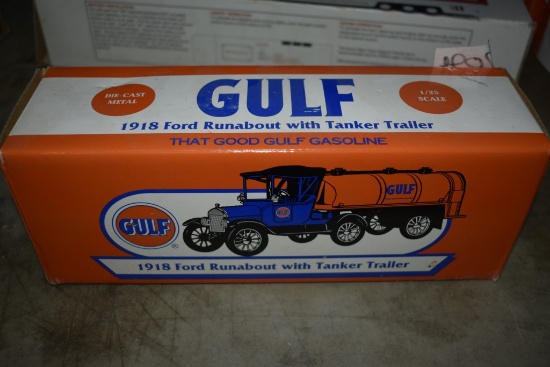 DIE-CAST
METAL
GULF
1/25
SCALE
1918 Ford Runabout with Tanker Trailer
THAT GOOD GULF GASOLINE
GULF
GULF
®
1918 Ford Runabout with Tanker Trailer